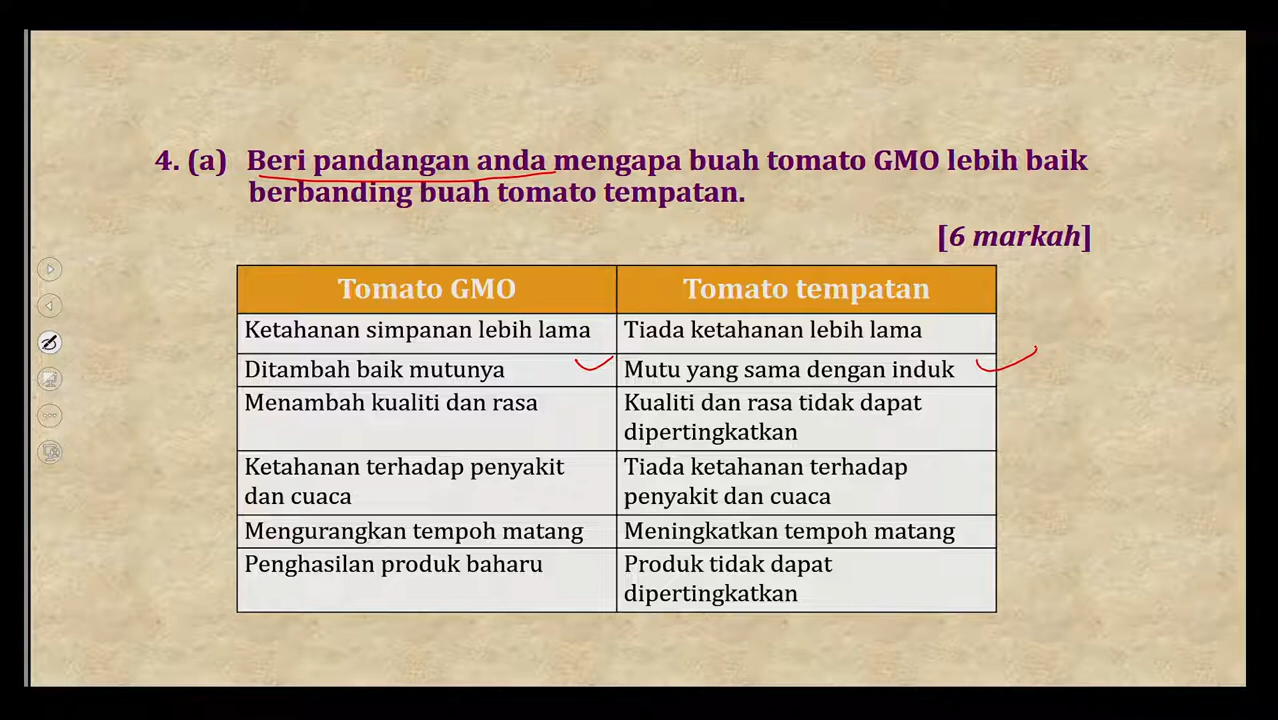 4. (a) Beri pandangan anda mengapa buah tomato GMO lebih baik
berbanding buah tomato tempatan.
[6 markah]
Tomato GMO
Tomato tempatan
Ketahanan simpanan lebih lama
Tiada ketahanan lebih lama
Ditambah baik mutunya
Mutu yang sama dengan induk
Menambah kualiti dan rasa
Kualiti dan rasa tidak dapat
dipertingkatkan
Ketahanan terhadap penyakit
dan cuaca
Tiada ketahanan terhadap
penyakit dan cuaca
Mengurangkan tempoh matang
Meningkatkan tempoh matang
Penghasilan produk baharu
Produk tidak dapat
dipertingkatkan